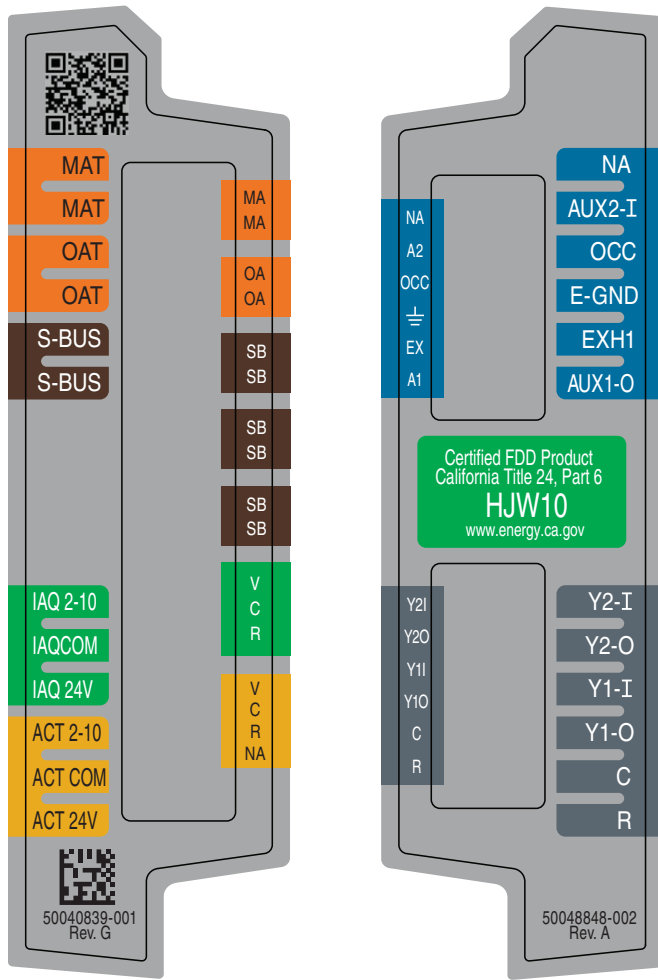 MAT
MAT
OAT
OAT
S-BUS
S-BUS
IAQ 2-10
IAQCOM
IAQ 24V
ACT 2-10
ACT COM
ACT 24V
50040839-001
Rev. G
MA
MA
OA
OA
SB
SB
SB
SB
SB
SB
V
C
R
V
C
R
NA
NA
A2
OCC
EX
A1
NA
AUX2-I
OCC
E-GND
EXH1
AUX1-O
Certified FDD Product
California Title 24, Part 6
HJW10
www.energy.ca.gov
Y2I
Y2O
Y1I
Y1O
C
R
Y2-I
Y2-O
Y1-I
Y1-O
C
R
50048848-002
Rev. A